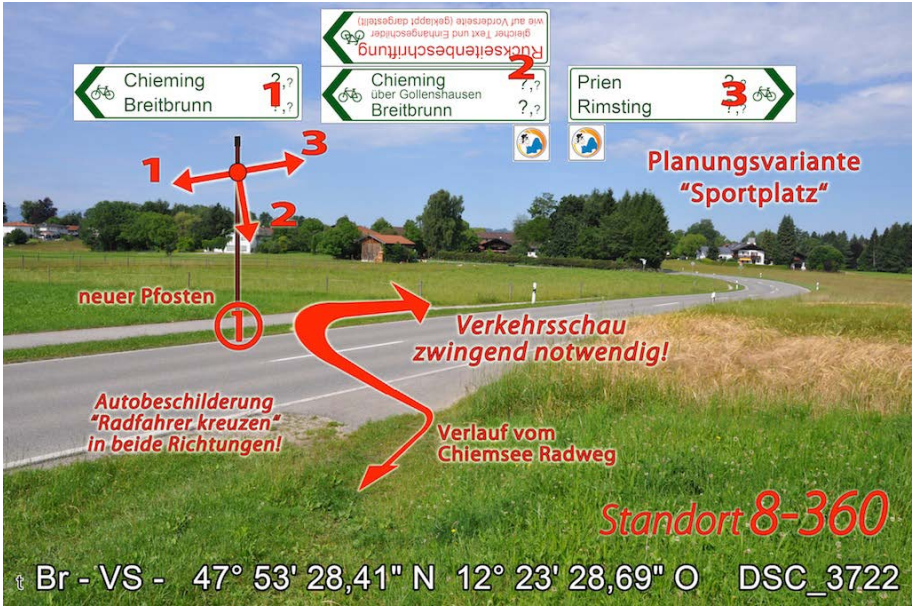 Rückseitenbeschriftung
gleicher Text und Einhängeschilder
wie auf Vorderseite (geklappt dargestellt)
Chieming ?,?
Breitbrunn ?,?
1
Chieming ?,?
über Gollenshausen
Breitbrunn ?,?
2
Prien ?,?
Rimsting ?,?
3
Planungsvariante
"Sportplatz"
1
3
2
neuer Pfosten
1
Verkehrsschau
zwingend notwendig!
Autobeschilderung
"Radfahrer kreuzen"
in beide Richtungen!
Verlauf vom
Chiemsee Radweg
Standort 8-360
t Br - VS - 47° 53' 28,41" N 12° 23' 28,69" O DSC_3722